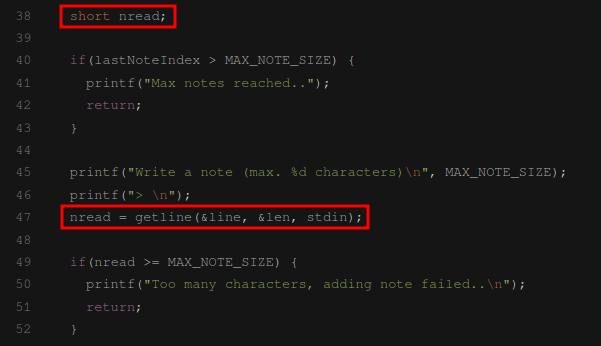 38 short nread;
39
40 if(lastNoteIndex > MAX_NOTE_SIZE) {
41 printf("Max notes reached..");
42 return;
43 }
44
45 printf("Write a note (max. %d characters)\n", MAX_NOTE_SIZE);
46 printf("> \n");
47 nread = getline(&line, &len, stdin);
48
49 if(nread >= MAX_NOTE_SIZE) {
50 printf("Too many characters, adding note failed..\n");
51 return;
52 }